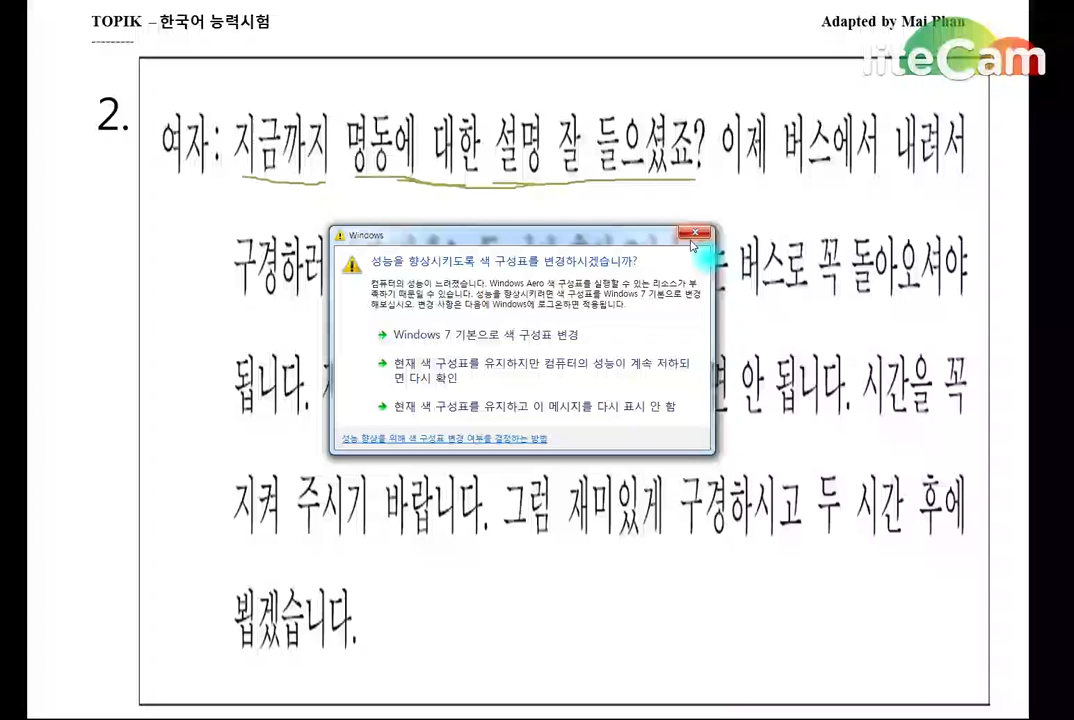 TOPIK – 한국어 능력시험
Adapted by Mai Phan
---------
liteCam
2.
여자: 지금까지 명동에 대한 설명 잘 들으셨죠? 이제 버스에서 내려서
구경하러
버스로 꼭 돌아오셔야
됩니다.
안 됩니다. 시간을 꼭
지켜 주시기 바랍니다. 그럼 재미있게 구경하시고 두 시간 후에
뵙겠습니다.
Windows
성능을 향상시키도록 색 구성표를 변경하시겠습니까?
컴퓨터의 성능이 느려졌습니다. Windows Aero 색 구성표를 실행할 수 있는 리소스가 부
족하기 때문일 수 있습니다. 성능을 향상시키려면 색 구성표를 Windows 7 기본으로 변경
해보십시오. 변경 사항은 다음에 Windows에 로그온하면 적용됩니다.
Windows 7 기본으로 색 구성표 변경
현재 색 구성표를 유지하지만 컴퓨터의 성능이 계속 저하되
면 다시 확인
현재 색 구성표를 유지하고 이 메시지를 다시 표시 안 함
성능 향상을 위해 색 구성표 변경 여부를 결정하는 방법